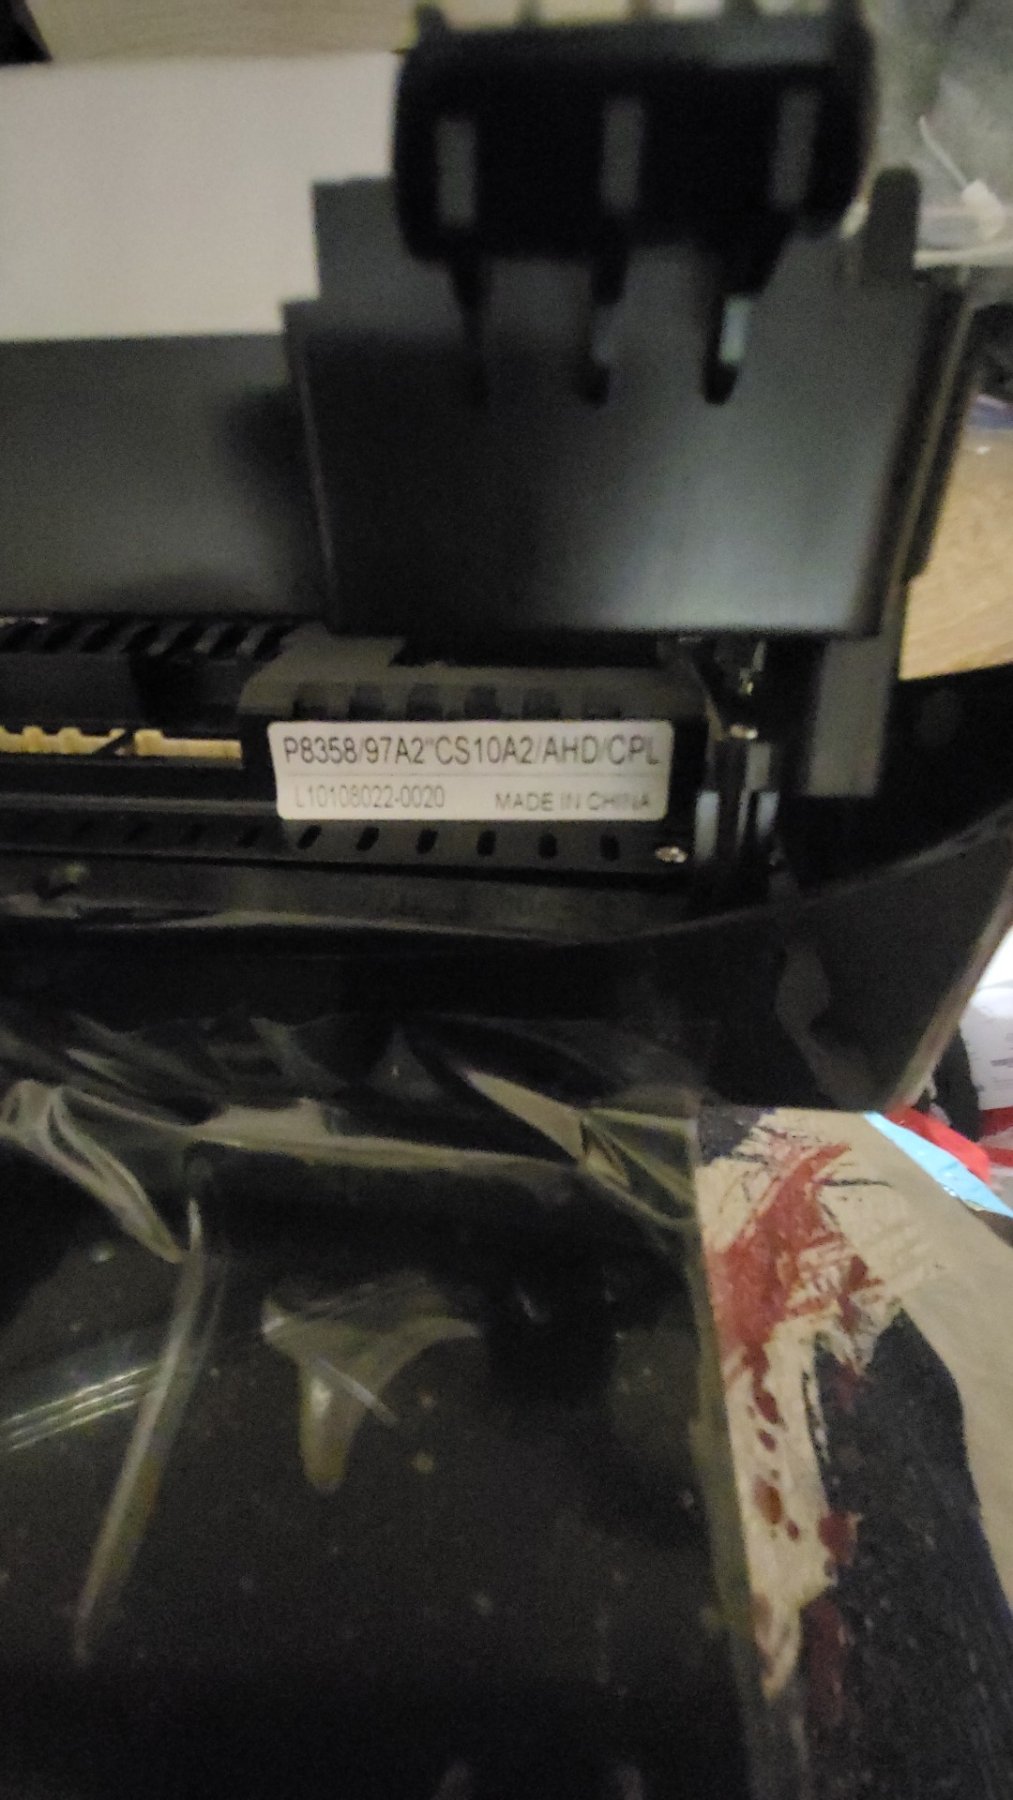 P8358/97A2"CS10A2/AHD/CPL
L10108022-0020
MADE IN CHINA